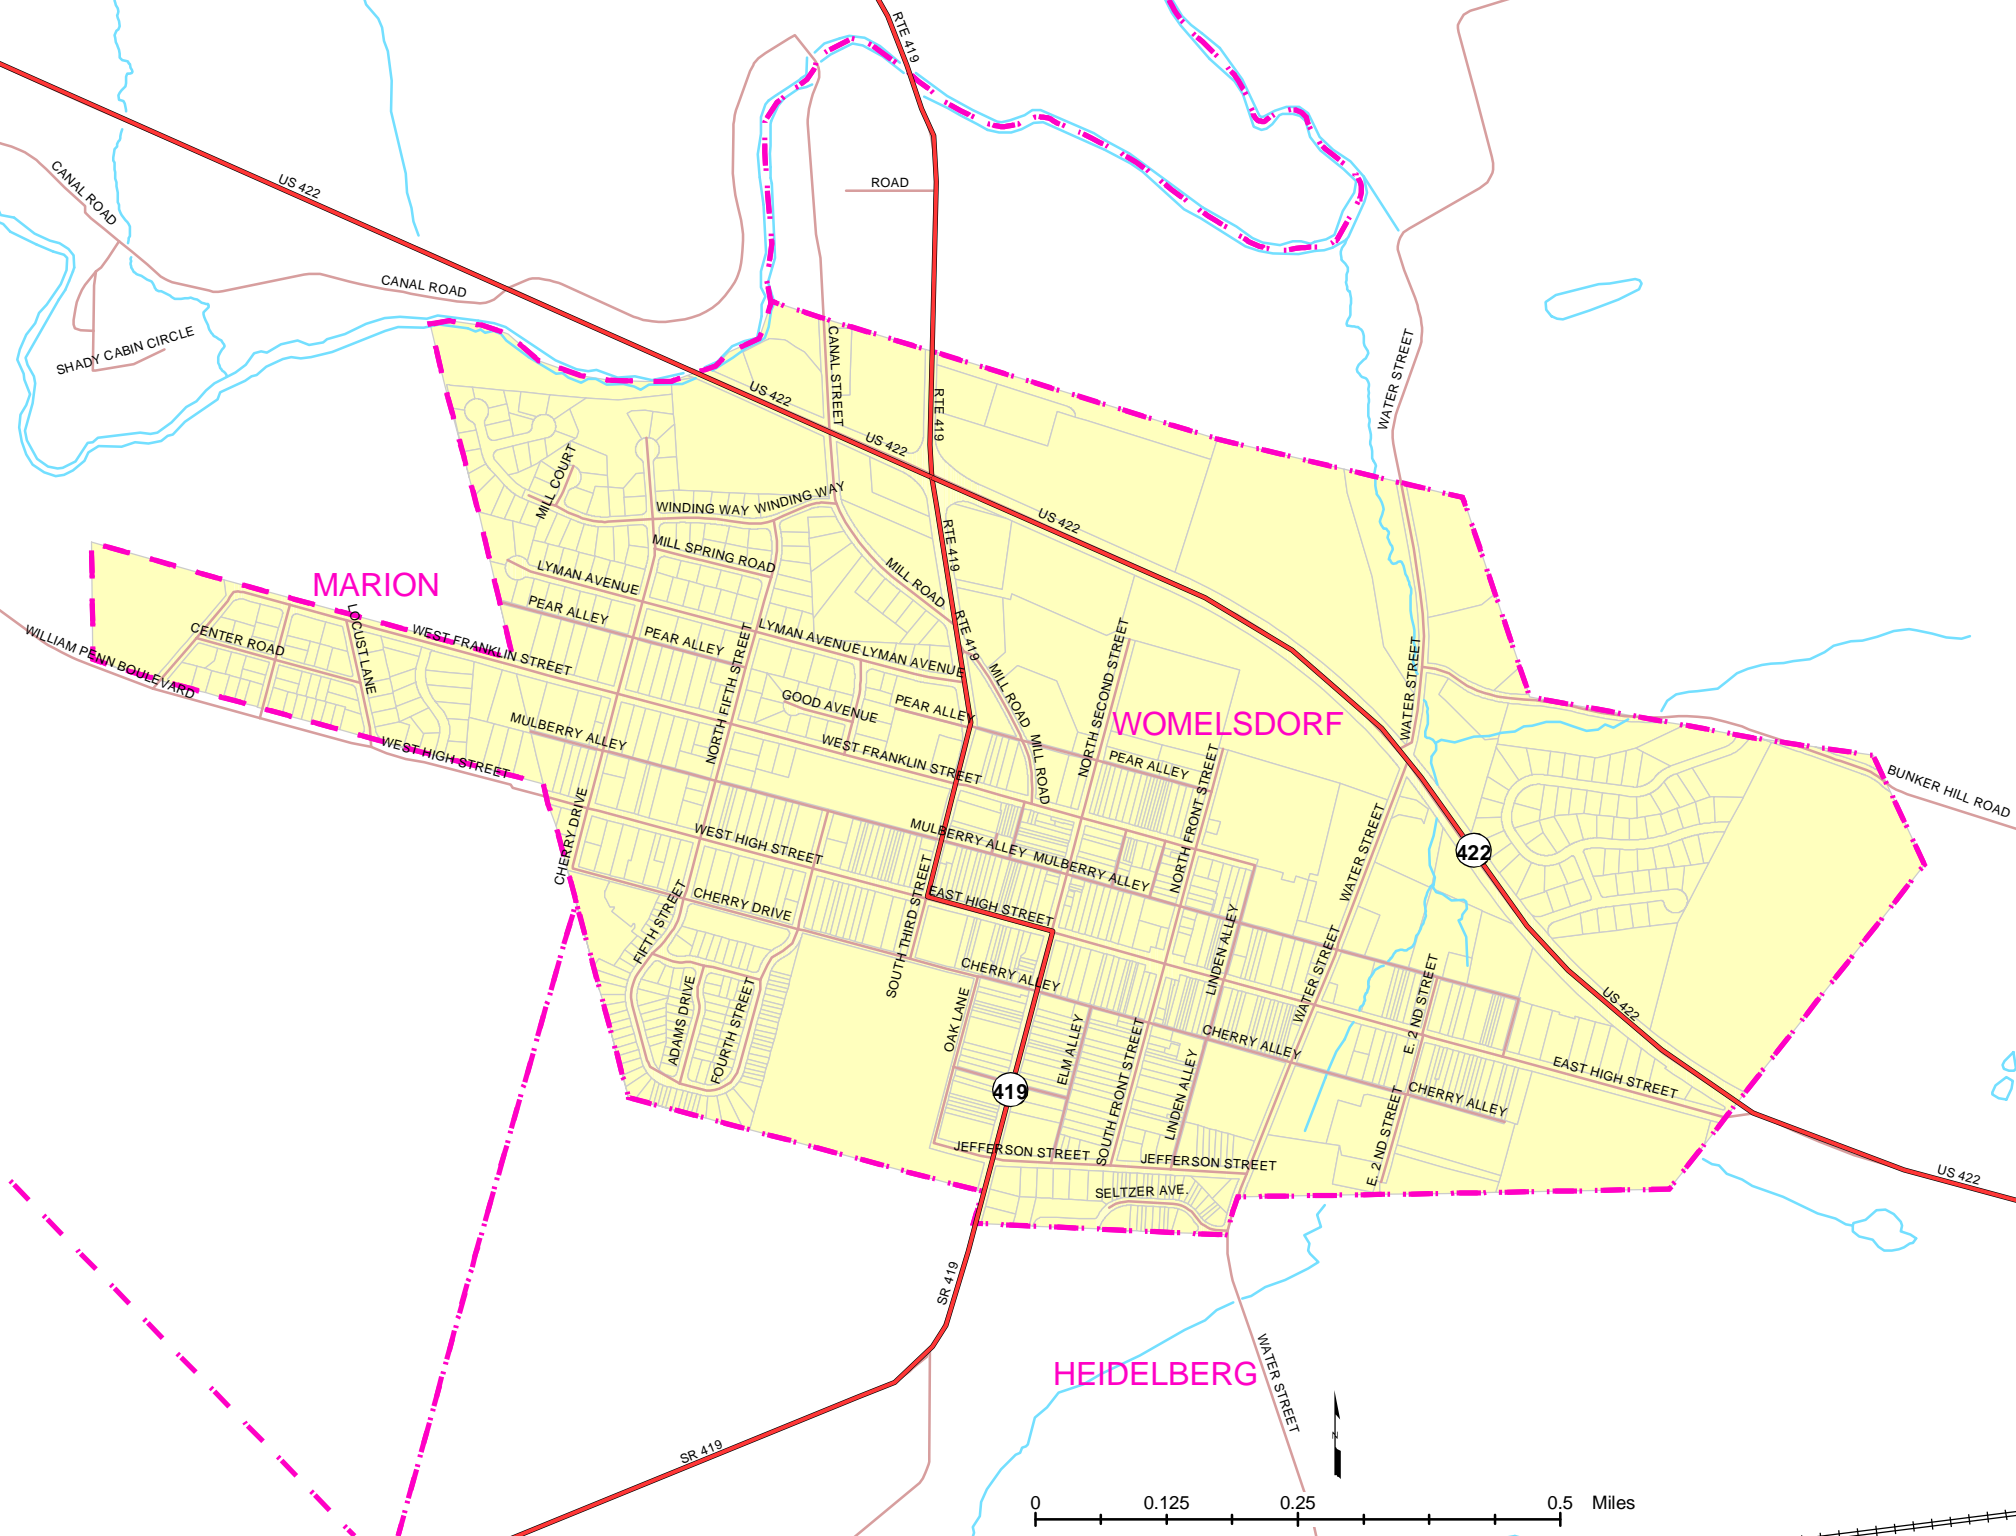 RTE 419
ROAD
CANAL ROAD
US 422
CANAL ROAD
SHADY CABIN CIRCLE
CANAL STREET
WATER STREET
US 422
RTE 419
US 422
MILL COURT
WINDING WAY
WINDING WAY
US 422
RTE 419
MILL SPRING ROAD
MARION
LYMAN AVENUE
MILL ROAD
PEAR ALLEY
LOCUST LANE
CENTER ROAD
WEST FRANKLIN STREET
WILLIAM PENN BOULEVARD
PEAR ALLEY
LYMAN AVENUE
LYMAN AVENUE
RTE 419
NORTH FIFTH STREET
MILL ROAD
NORTH SECOND STREET
WATER STREET
GOOD AVENUE
PEAR ALLEY
WOMELSDORF
MULBERRY ALLEY
WEST HIGH STREET
WEST FRANKLIN STREET
MILL ROAD
PEAR ALLEY
NORTH FRONT STREET
BUNKER HILL ROAD
CHERRY DRIVE
WEST HIGH STREET
MULBERRY ALLEY
MULBERRY ALLEY
WATER STREET
422
CHERRY DRIVE
SOUTH THIRD STREET
EAST HIGH STREET
FIFTH STREET
LINDEN ALLEY
WATER STREET
CHERRY ALLEY
E. 2 ND STREET
US 422
ADAMS DRIVE
FOURTH STREET
OAK LANE
ELM ALLEY
SOUTH FRONT STREET
LINDEN ALLEY
CHERRY ALLEY
EAST HIGH STREET
419
CHERRY ALLEY
E. 2 ND STREET
JEFFERSON STREET
JEFFERSON STREET
SELTZER AVE.
US 422
SR 419
WATER STREET
HEIDELBERG
SR 419
N
0 0.125 0.25 0.5 Miles